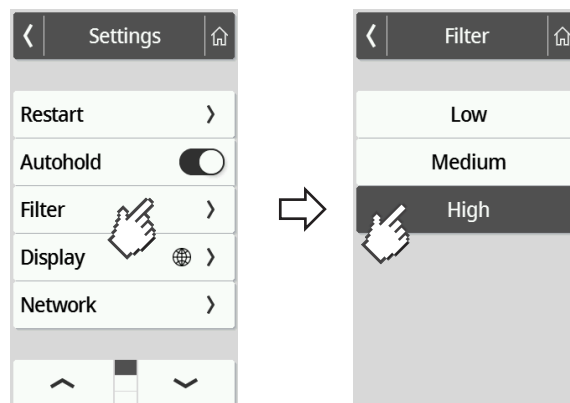 Settings
Restart
Autohold
Filter
Display
Network
Filter
Low
Medium
High